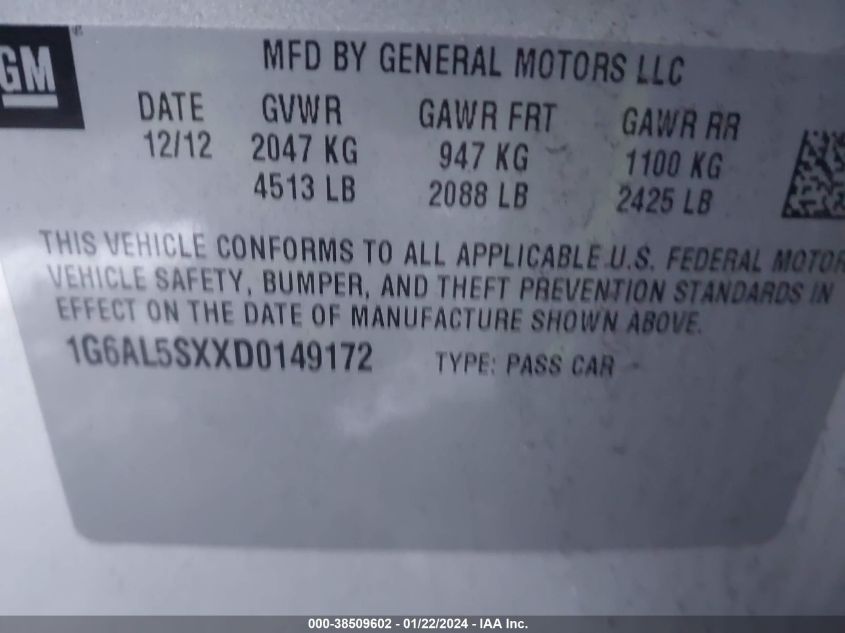 GM
MFD BY GENERAL MOTORS LLC
DATE GVWR GAWR FRT GAWR RR
12/12 2047 KG 947 KG 1100 KG
4513 LB 2088 LB 2425 LB
THIS VEHICLE CONFORMS TO ALL APPLICABLE U.S. FEDERAL MOTOR
VEHICLE SAFETY, BUMPER, AND THEFT PREVENTION STANDARDS IN
EFFECT ON THE DATE OF MANUFACTURE SHOWN ABOVE.
1G6AL5SXXD0149172 TYPE: PASS CAR
000-38509602 - 01/22/2024 - IAA Inc.